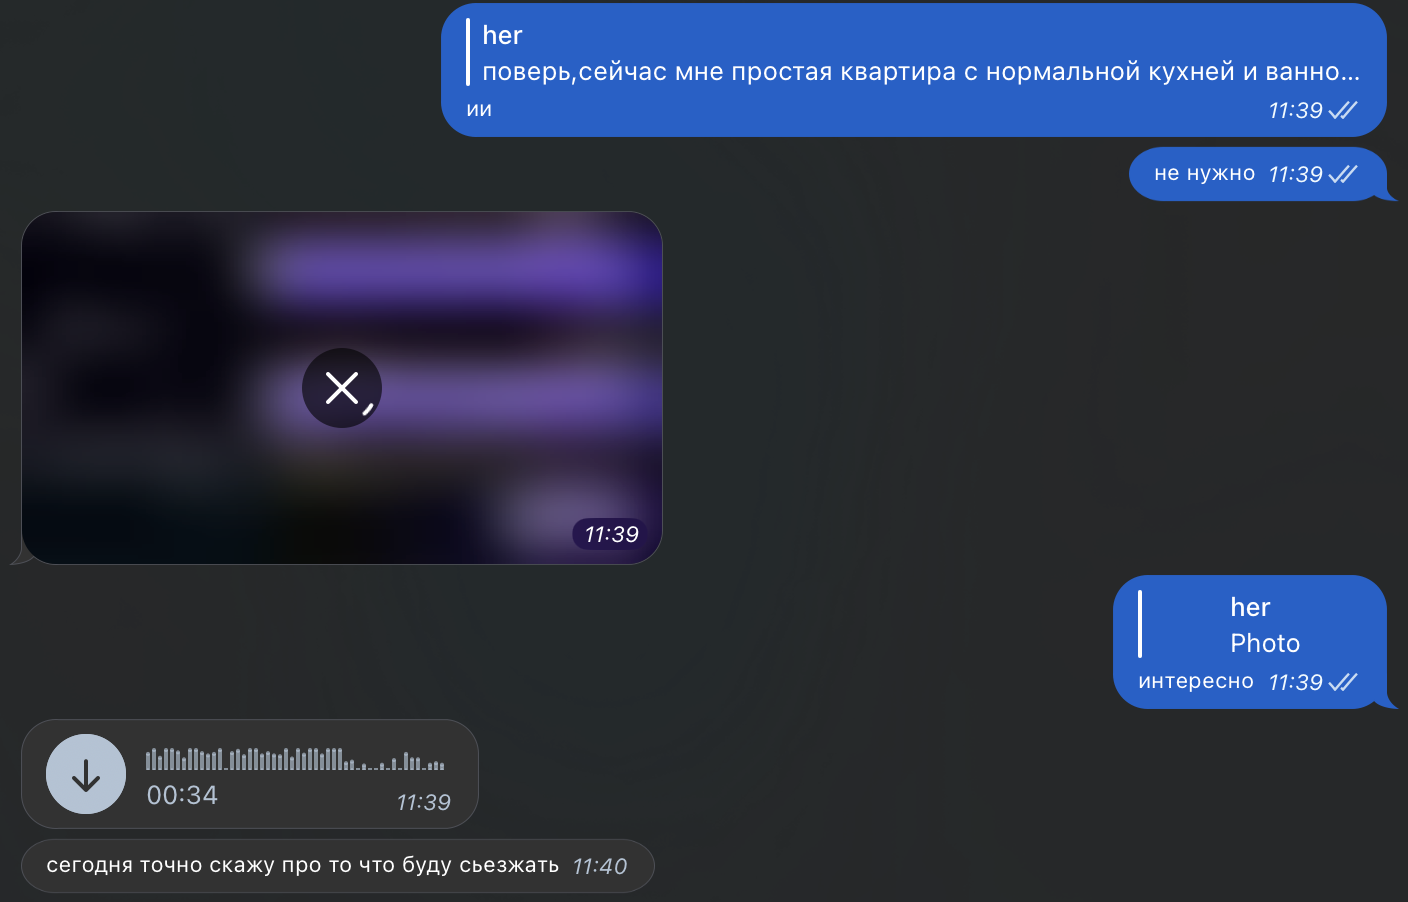 her
поверь,сейчас мне простая квартира с нормальной кухней и ванно...
ии 11:39
не нужно 11:39
11:39
her
Photo
интересно 11:39
00:34 11:39
сегодня точно скажу про то что буду сьезжать 11:40